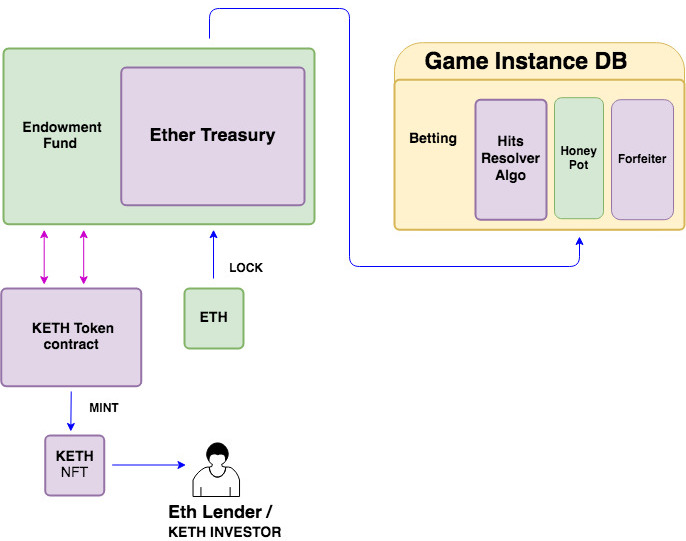 Game Instance DB
Endowment
Fund
Ether Treasury
Betting
Hits
Resolver
Algo
Honey
Pot
Forfeiter
LOCK
ETH
KETH Token
contract
MINT
KETH
NFT
Eth Lender /
KETH INVESTOR